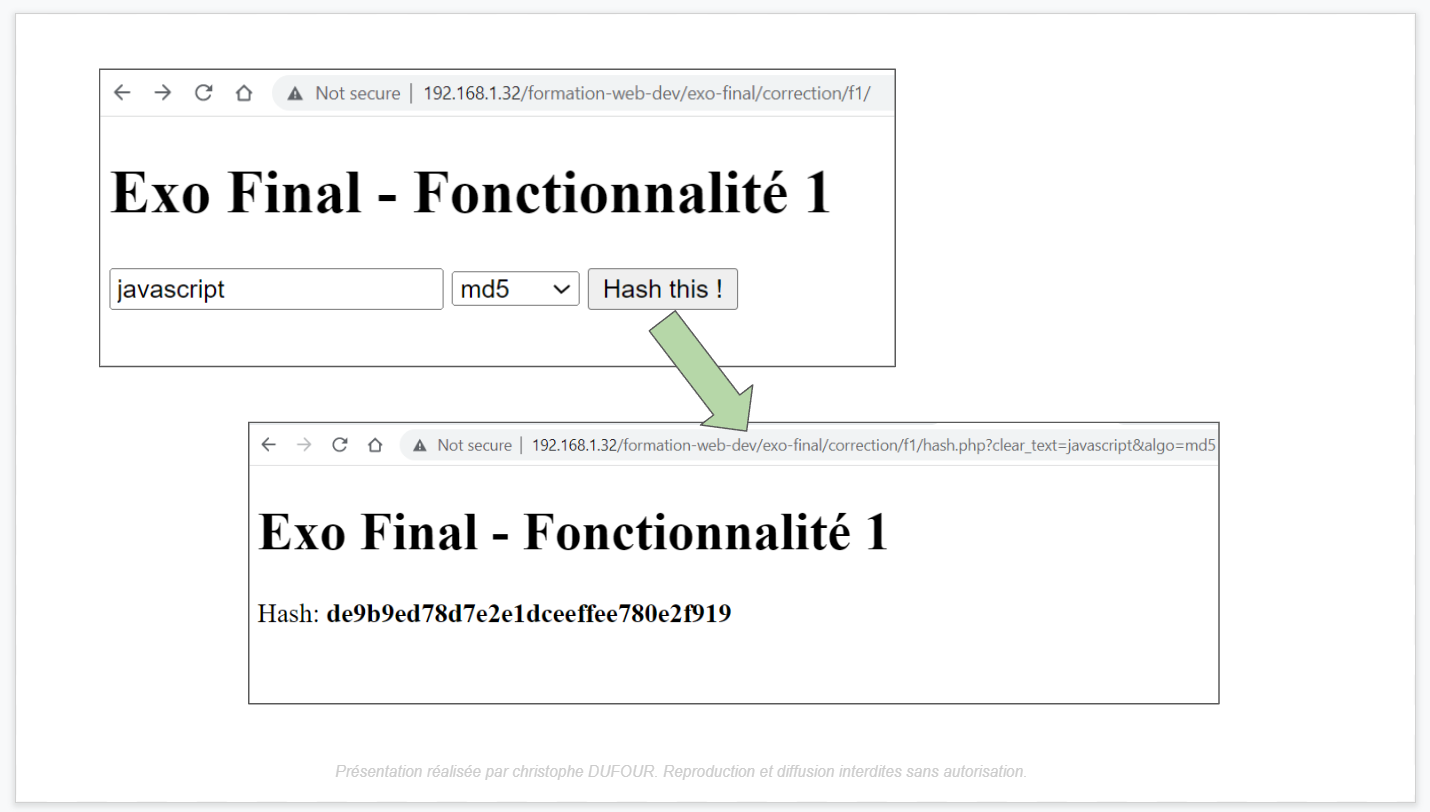 Not secure | 192.168.1.32/formation-web-dev/exo-final/correction/f1/
Exo Final - Fonctionnalité 1
javascript md5 Hash this !
Not secure | 192.168.1.32/formation-web-dev/exo-final/correction/f1/hash.php?clear_text=javascript&algo=md5
Exo Final - Fonctionnalité 1
Hash: de9b9ed78d7e2e1dceeffee780e2f919
Présentation réalisée par christophe DUFOUR. Reproduction et diffusion interdites sans autorisation.